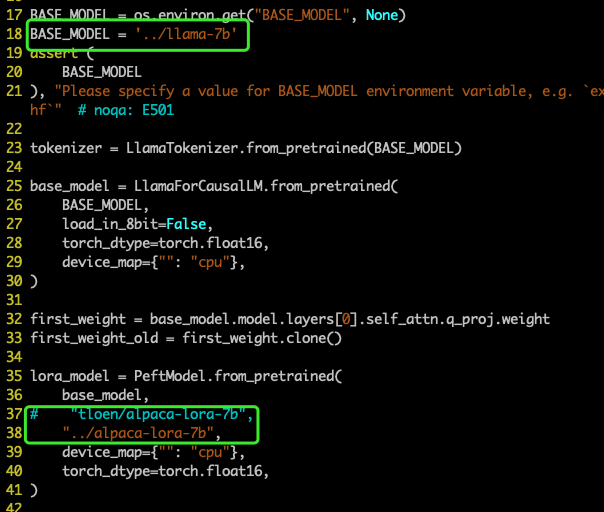 17 BASE_MODEL = os.environ.get("BASE_MODEL", None)
18 BASE_MODEL = '../llama-7b'
19 assert (
20     BASE_MODEL
21 ), "Please specify a value for BASE_MODEL environment variable, e.g. `ex
hf`"  # noqa: E501
22
23 tokenizer = LlamaTokenizer.from_pretrained(BASE_MODEL)
24
25 base_model = LlamaForCausalLM.from_pretrained(
26     BASE_MODEL,
27     load_in_8bit=False,
28     torch_dtype=torch.float16,
29     device_map={"": "cpu"},
30 )
31
32 first_weight = base_model.model.layers[0].self_attn.q_proj.weight
33 first_weight_old = first_weight.clone()
34
35 lora_model = PeftModel.from_pretrained(
36     base_model,
37 #    "tloen/alpaca-lora-7b",
38     "../alpaca-lora-7b",
39     device_map={"": "cpu"},
40     torch_dtype=torch.float16,
41 )
42